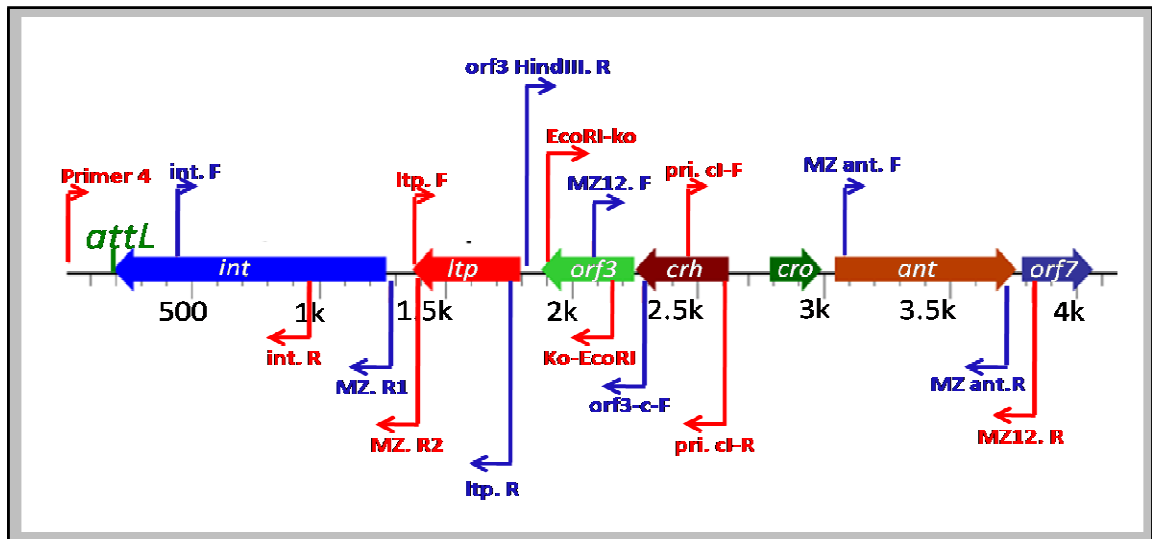 orf3 HindIII. R
EcoRI-ko
Primer 4
int. F
ltp. F
MZ12. F
pri. cI-F
MZ ant. F
attL
int
ltp
orf3
crh
cro
ant
orf7
500
1k
1.5k
2k
2.5k
3k
3.5k
4k
int. R
MZ. R1
Ko-EcoRI
orf3-c-F
MZ ant.R
MZ. R2
pri. cI-R
MZ12. R
ltp. R